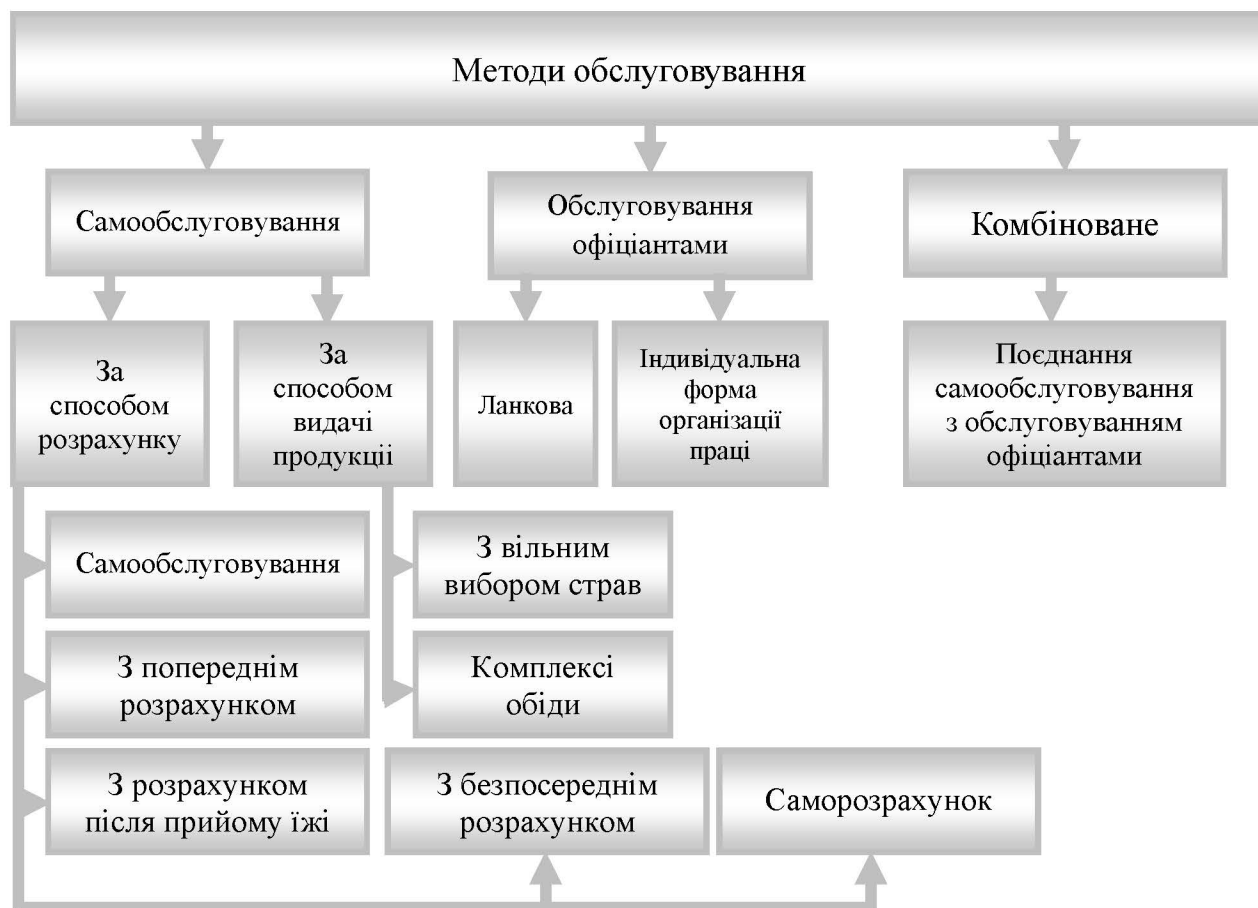 Методи обслуговування
Самообслуговування
Обслуговування
офіціантами
Комбіноване
За
способом
розрахунку
За
способом
видачі
продукціі
Ланкова
Індивідуальна
форма
організації
праці
Поєднання
самообслуговування
з обслуговуванням
офіціантами
Самообслуговування
З вільним
вибором страв
З попереднім
розрахунком
Комплексі
обіди
З розрахунком
після прийому їжі
З безпосереднім
розрахунком
Саморозрахунок